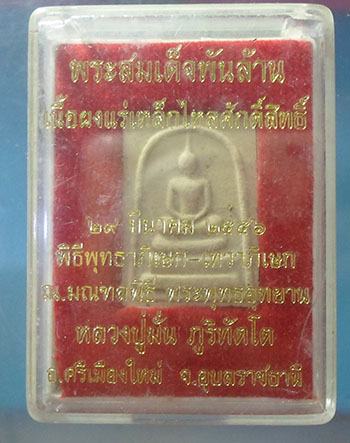 พระสมเด็จพันล้าน
เนื้อผงแร่เหล็กไหลศักดิ์สิทธิ์
๒๙ มีนาคม ๒๕๔๖
พิธีพุทธาภิเษก-เทวาภิเษก
ณ.มณฑลพิธี พระพุทธอุทยาน
หลวงปู่มั่น ภูริทัตโต
อ.ศรีเมืองใหม่ จ.อุบลราชธานี